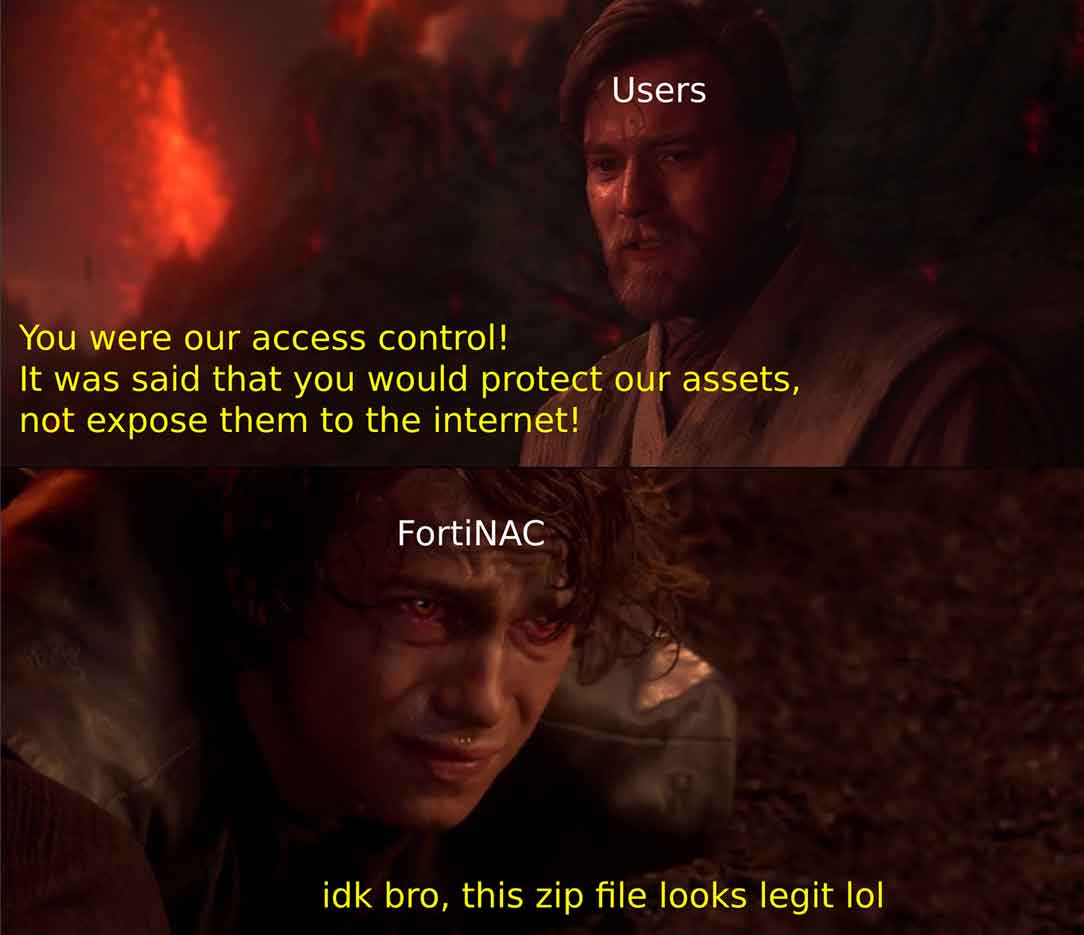 Users
You were our access control!
It was said that you would protect our assets,
not expose them to the internet!
FortiNAC
idk bro, this zip file looks legit lol